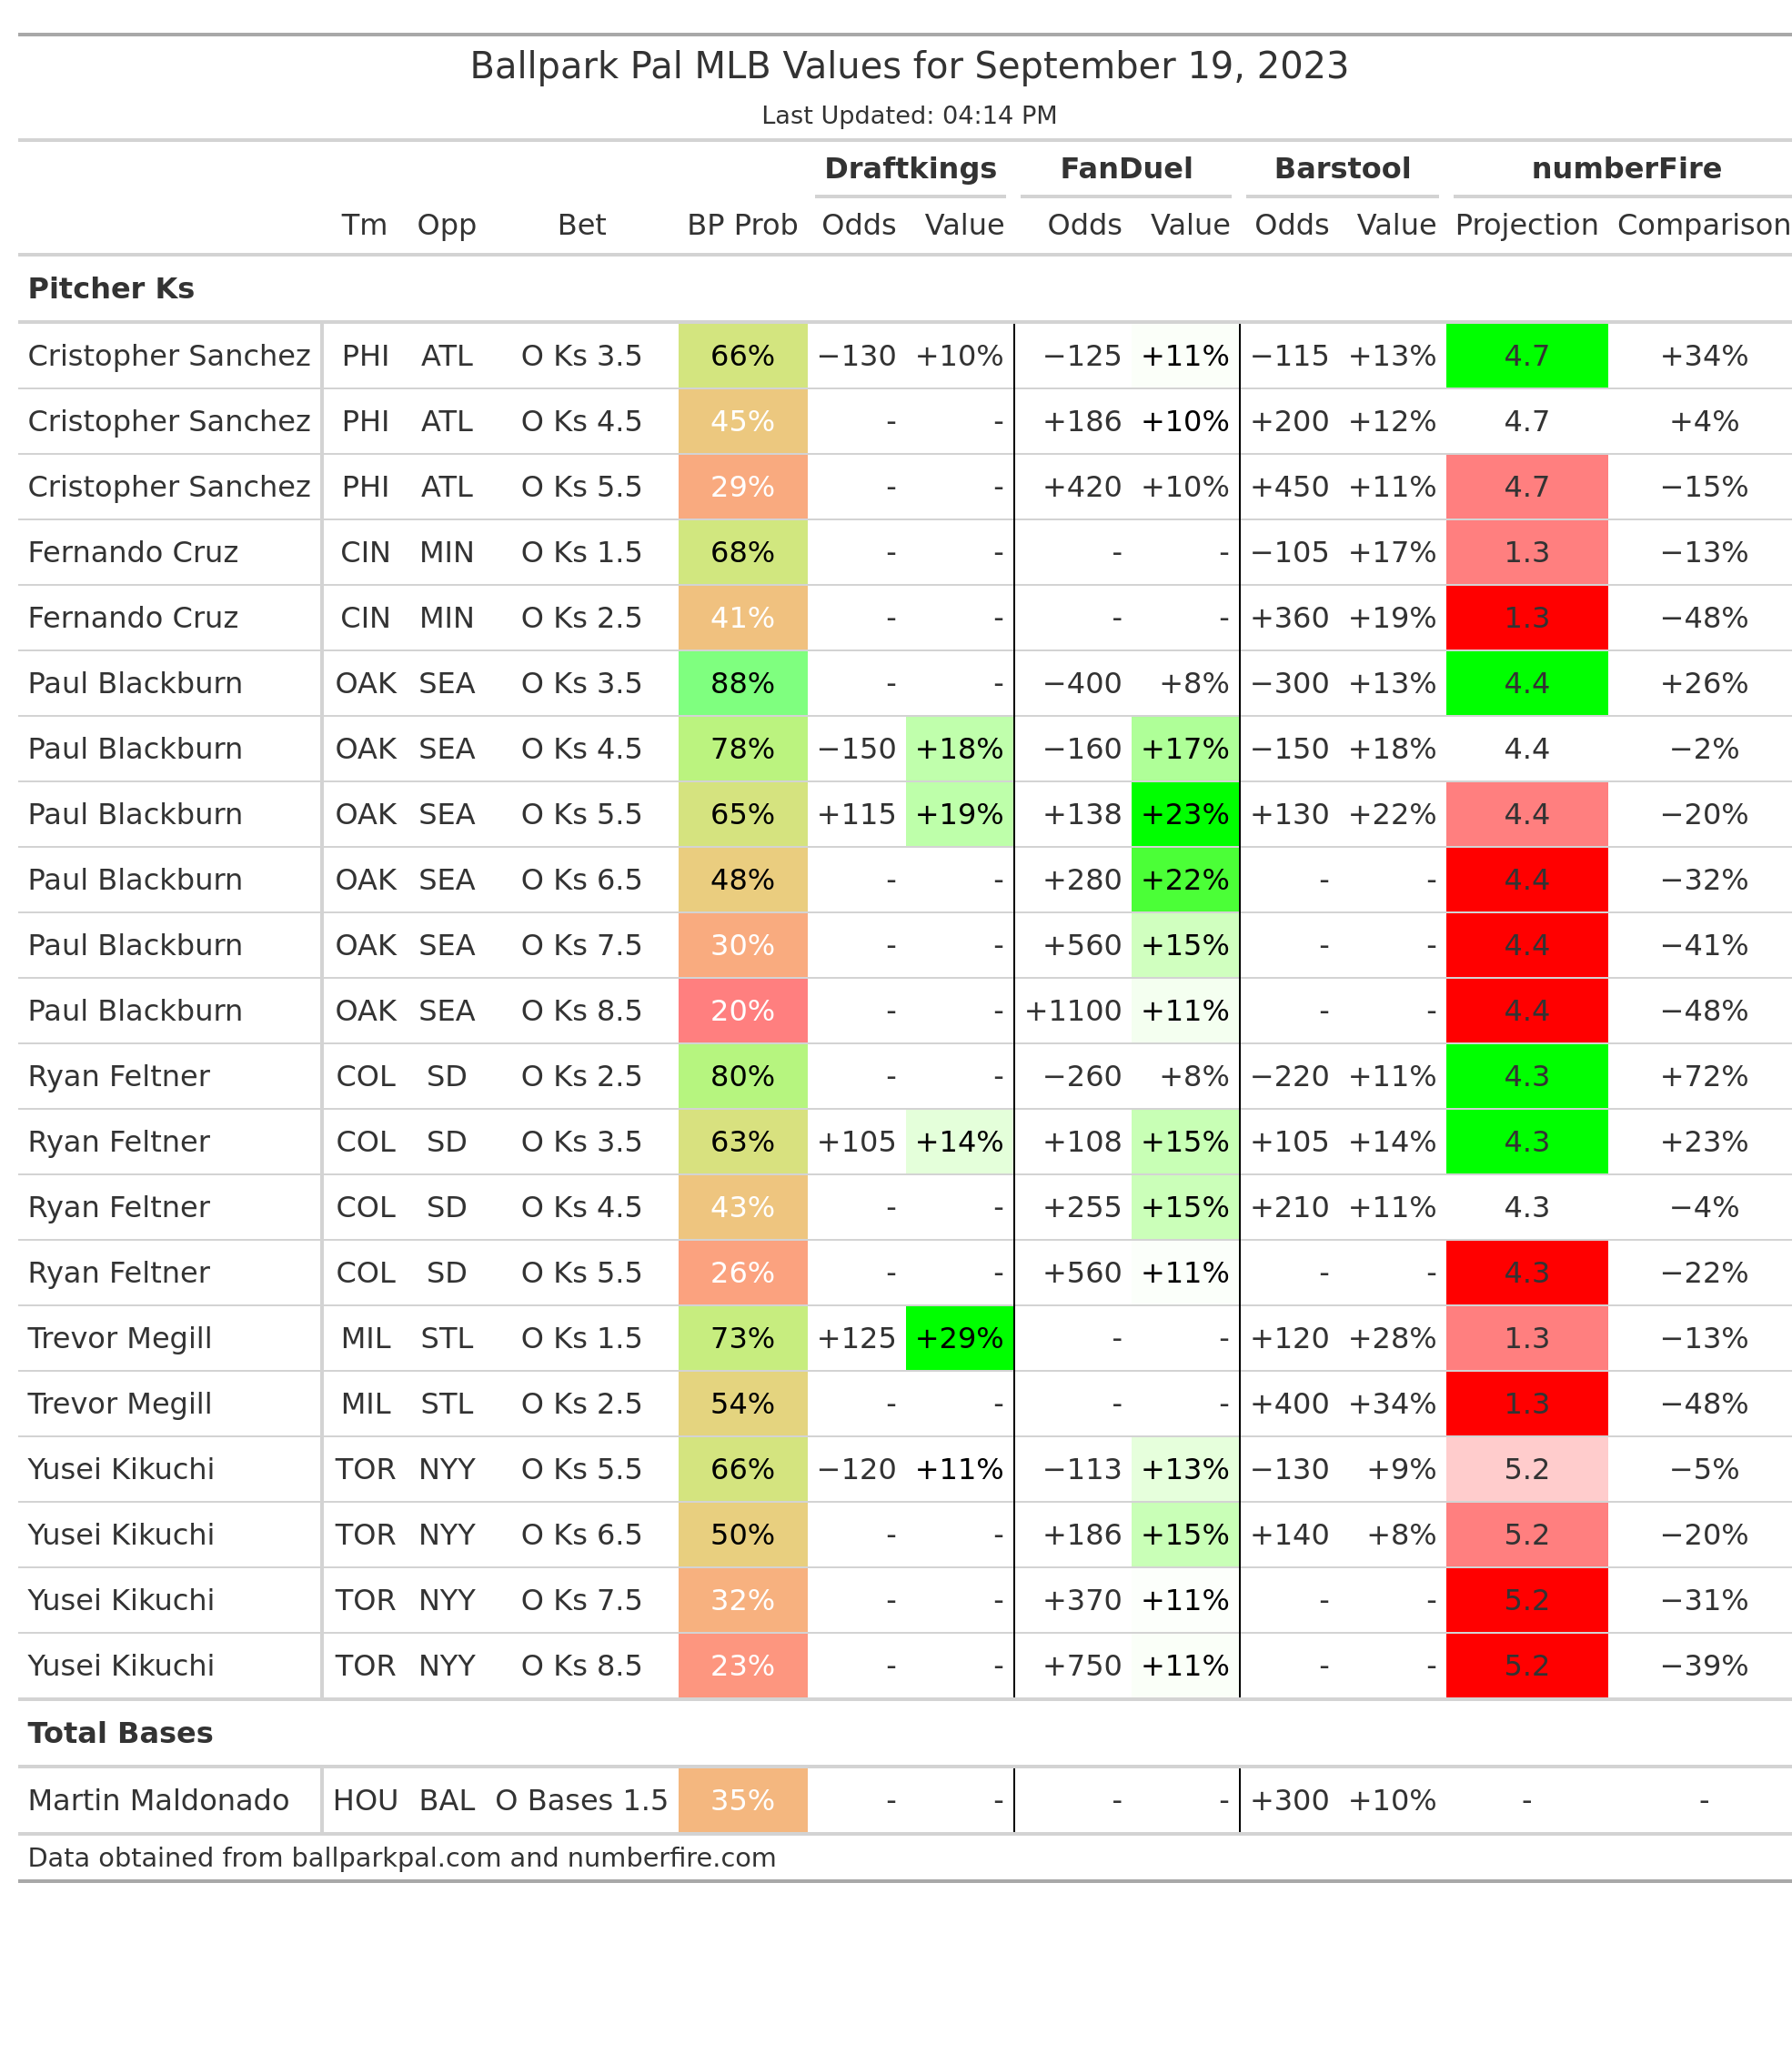 Ballpark Pal MLB Values for September 19, 2023
Last Updated: 04:14 PM
Draftkings FanDuel Barstool numberFire
Tm Opp Bet BP Prob Odds Value Odds Value Odds Value Projection Comparison
Pitcher Ks
Cristopher Sanchez PHI ATL O Ks 3.5 66% −130 +10% −125 +11% −115 +13% 4.7 +34%
Cristopher Sanchez PHI ATL O Ks 4.5 45% - - +186 +10% +200 +12% 4.7 +4%
Cristopher Sanchez PHI ATL O Ks 5.5 29% - - +420 +10% +450 +11% 4.7 −15%
Fernando Cruz CIN MIN O Ks 1.5 68% - - - - −105 +17% 1.3 −13%
Fernando Cruz CIN MIN O Ks 2.5 41% - - - - +360 +19% 1.3 −48%
Paul Blackburn OAK SEA O Ks 3.5 88% - - −400 +8% −300 +13% 4.4 +26%
Paul Blackburn OAK SEA O Ks 4.5 78% −150 +18% −160 +17% −150 +18% 4.4 −2%
Paul Blackburn OAK SEA O Ks 5.5 65% +115 +19% +138 +23% +130 +22% 4.4 −20%
Paul Blackburn OAK SEA O Ks 6.5 48% - - +280 +22% - - 4.4 −32%
Paul Blackburn OAK SEA O Ks 7.5 30% - - +560 +15% - - 4.4 −41%
Paul Blackburn OAK SEA O Ks 8.5 20% - - +1100 +11% - - 4.4 −48%
Ryan Feltner COL SD O Ks 2.5 80% - - −260 +8% −220 +11% 4.3 +72%
Ryan Feltner COL SD O Ks 3.5 63% +105 +14% +108 +15% +105 +14% 4.3 +23%
Ryan Feltner COL SD O Ks 4.5 43% - - +255 +15% +210 +11% 4.3 −4%
Ryan Feltner COL SD O Ks 5.5 26% - - +560 +11% - - 4.3 −22%
Trevor Megill MIL STL O Ks 1.5 73% +125 +29% - - +120 +28% 1.3 −13%
Trevor Megill MIL STL O Ks 2.5 54% - - - - +400 +34% 1.3 −48%
Yusei Kikuchi TOR NYY O Ks 5.5 66% −120 +11% −113 +13% −130 +9% 5.2 −5%
Yusei Kikuchi TOR NYY O Ks 6.5 50% - - +186 +15% +140 +8% 5.2 −20%
Yusei Kikuchi TOR NYY O Ks 7.5 32% - - +370 +11% - - 5.2 −31%
Yusei Kikuchi TOR NYY O Ks 8.5 23% - - +750 +11% - - 5.2 −39%
Total Bases
Martin Maldonado HOU BAL O Bases 1.5 35% - - - - +300 +10% - -
Data obtained from ballparkpal.com and numberfire.com